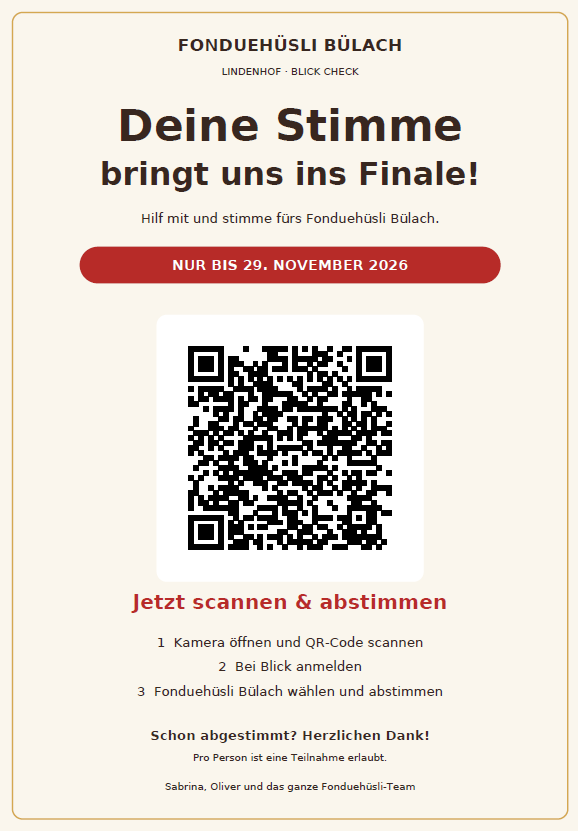 FONDUEHÜSLI BÜLACH
LINDENHOF · BLICK CHECK
Deine Stimme
bringt uns ins Finale!
Hilf mit und stimme fürs Fonduehüsli Bülach.
NUR BIS 29. NOVEMBER 2026
Jetzt scannen & abstimmen
1 Kamera öffnen und QR-Code scannen
2 Bei Blick anmelden
3 Fonduehüsli Bülach wählen und abstimmen
Schon abgestimmt? Herzlichen Dank!
Pro Person ist eine Teilnahme erlaubt.
Sabrina, Oliver und das ganze Fonduehüsli-Team